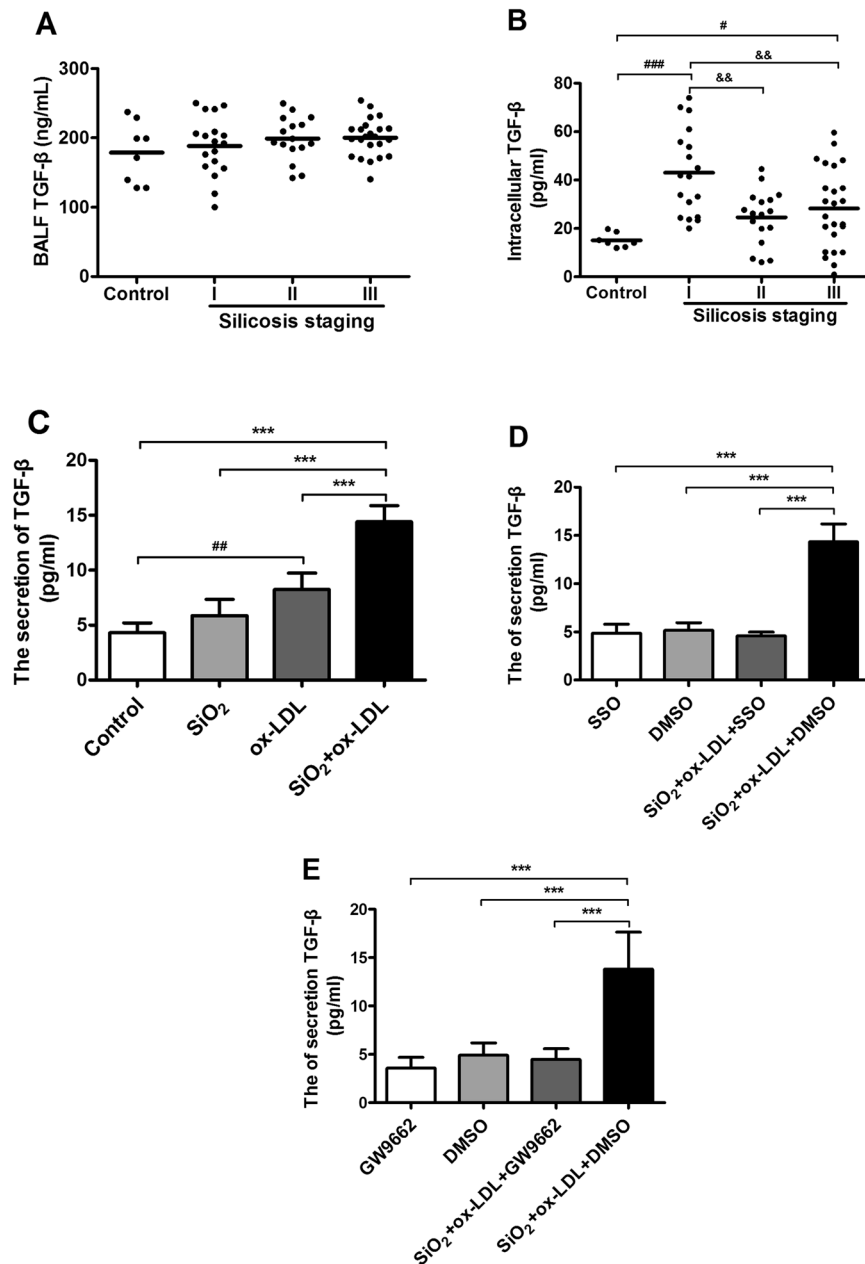 A
BALF TGF-β (ng/mL)
300
200
100
0
Control
I
II
III
Silicosis staging
B
#
&&
###
&&
Intracellular TGF-β
(pg/ml)
80
60
40
20
0
Control
I
II
III
Silicosis staging
C
***
***
***
##
The secretion of TGF-β
(pg/ml)
20
15
10
5
0
Control
SiO₂
ox-LDL
SiO₂+ox-LDL
D
***
***
***
The of secretion TGF-β
(pg/ml)
20
15
10
5
0
SSO
DMSO
SiO₂+ox-LDL+SSO
SiO₂+ox-LDL+DMSO
E
***
***
***
The of secretion TGF-β
(pg/ml)
20
15
10
5
0
GW9662
DMSO
SiO₂+ox-LDL+GW9662
SiO₂+ox-LDL+DMSO